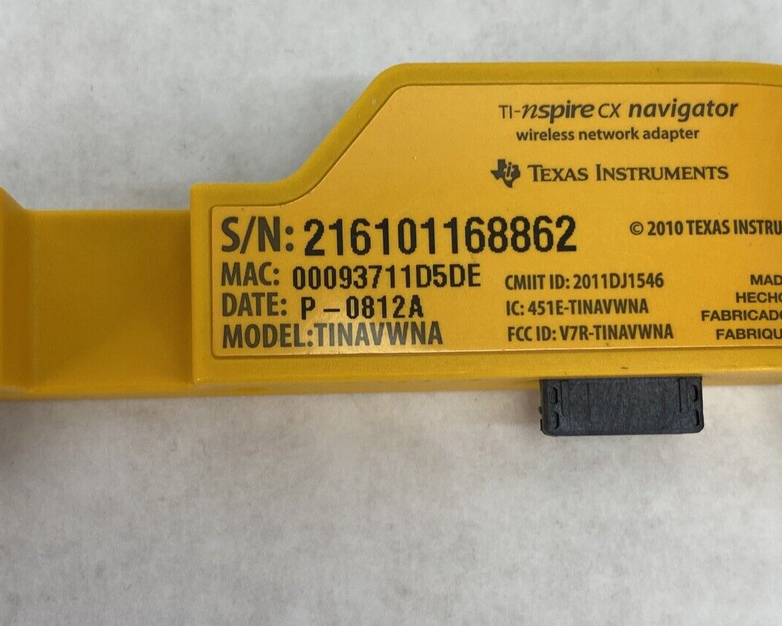 TI-nspire CX navigator
wireless network adapter
TEXAS INSTRUMENTS
S/N: 216101168862
© 2010 TEXAS INSTRU
MAC: 00093711D5DE
DATE: P-0812A
MODEL:TINAVWNA
CMIIT ID: 2011DJ1546
IC: 451E-TINAVWNA
FCC ID: V7R-TINAVWNA
MAD
HECHO
FABRICADO
FABRIQU